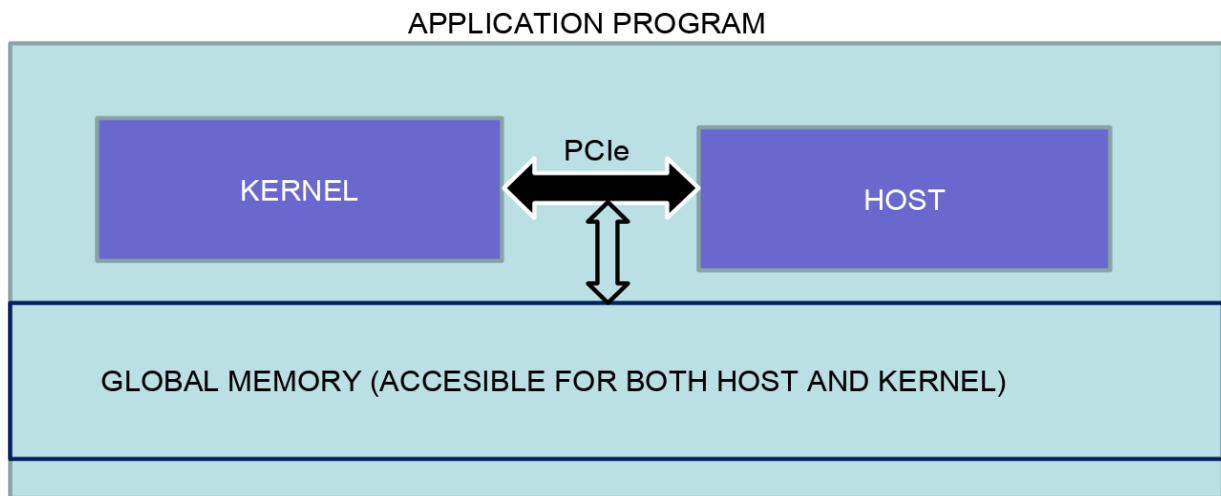 APPLICATION PROGRAM
PCIe
KERNEL
HOST
GLOBAL MEMORY (ACCESIBLE FOR BOTH HOST AND KERNEL)